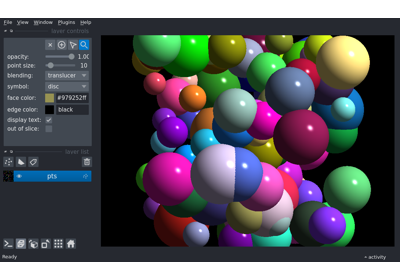 File View Window Plugins Help
layer controls
opacity: 1.00
point size: 10
blending: translucer
symbol: disc
face color: #979252ff
edge color: black
display text:
out of slice:
layer list
pts
Ready activity